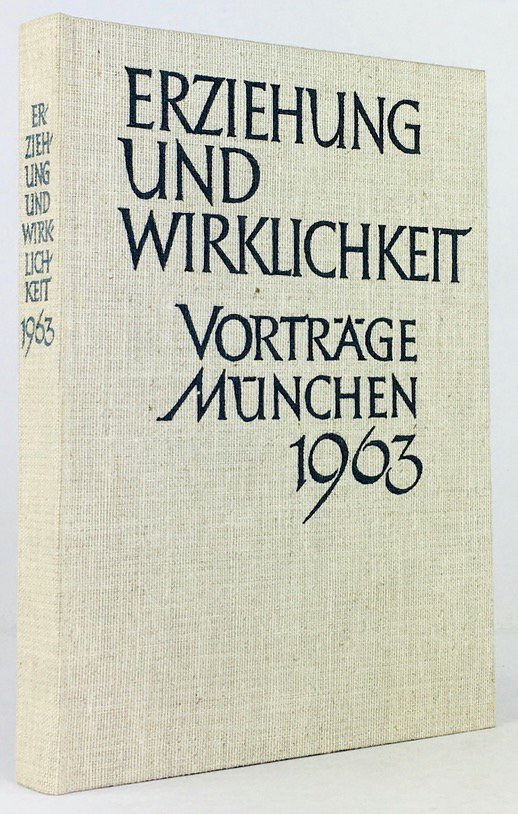 ERZIEHUNG
UND
WIRKLICHKEIT
VORTRÄGE
MÜNCHEN
1963
ER-
ZIEH-
UNG
UND
WIRK-
LICH-
KEIT
1963